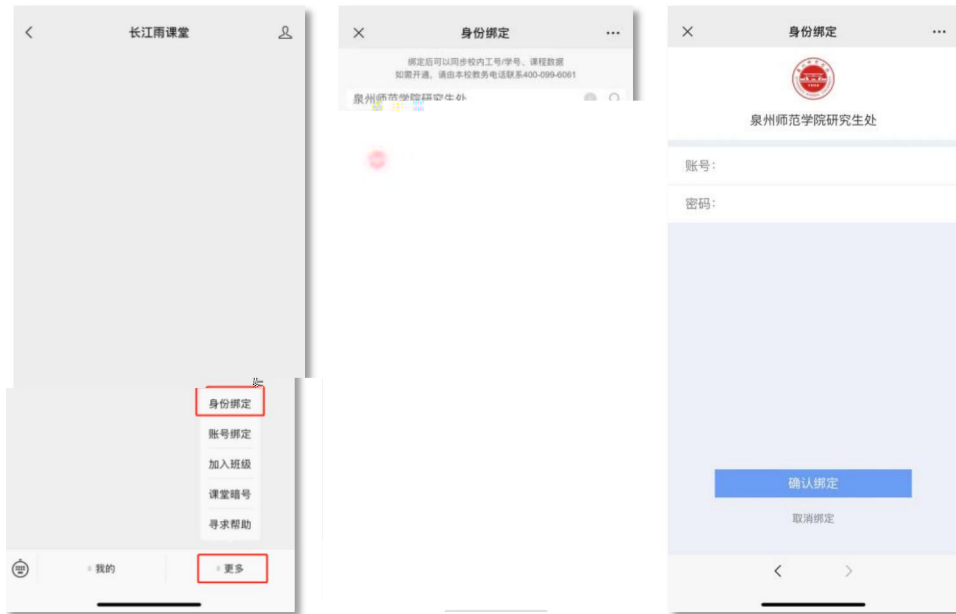 长江雨课堂
身份绑定
账号绑定
加入班级
课堂暗号
寻求帮助
我的
更多
身份绑定
绑定后可以同步校内工号/学号、课程数据
如需开通，请由本校教务电话联系400-099-6061
泉州师范学院研究生处
身份绑定
泉州师范学院研究生处
账号：
密码：
确认绑定
取消绑定